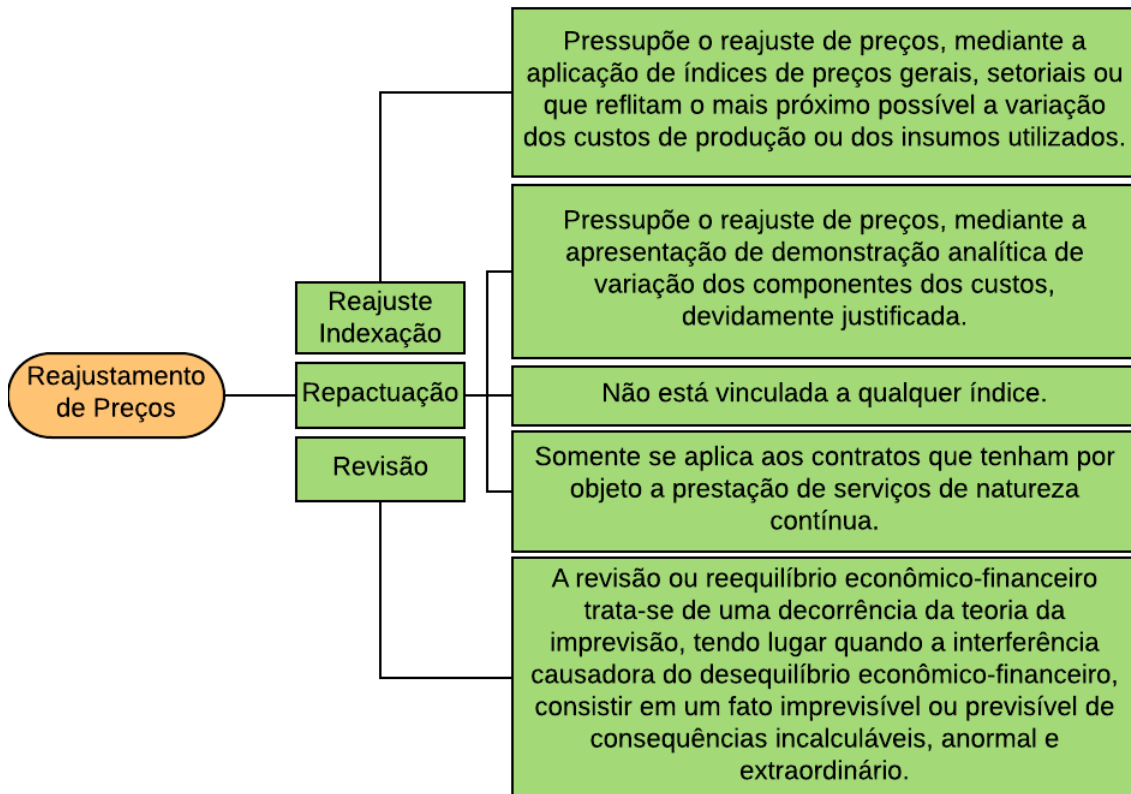 Pressupõe o reajuste de preços, mediante a
aplicação de índices de preços gerais, setoriais ou
que reflitam o mais próximo possível a variação
dos custos de produção ou dos insumos utilizados.
Pressupõe o reajuste de preços, mediante a
apresentação de demonstração analítica de
variação dos componentes dos custos,
devidamente justificada.
Reajuste
Indexação
Reajustamento
de Preços
Repactuação
Não está vinculada a qualquer índice.
Revisão
Somente se aplica aos contratos que tenham por
objeto a prestação de serviços de natureza
contínua.
A revisão ou reequilíbrio econômico-financeiro
trata-se de uma decorrência da teoria da
imprevisão, tendo lugar quando a interferência
causadora do desequilíbrio econômico-financeiro,
consistir em um fato imprevisível ou previsível de
consequências incalculáveis, anormal e
extraordinário.